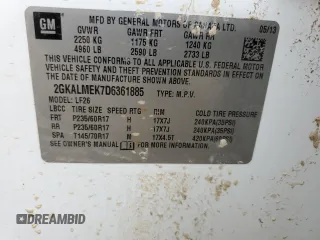 GM
MFD BY GENERAL MOTORS OF CANADA LTD.
05/13
GVWR GAWR FRT GAWR RR
2250 KG 1175 KG 1240 KG
4960 LB 2590 LB 2733 LB
THIS VEHICLE CONFORMS TO ALL APPLICABLE U.S. FEDERAL MOTOR
VEHICLE SAFETY AND THEFT PREVENTION STANDARDS IN EFFECT ON
THE DATE OF MANUFACTURE SHOWN ABOVE.
2GKALMEK7D6361885 TYPE: M.P.V.
MODEL: LF26
LBCC TIRE SIZE SPEED RTG RIM COLD TIRE PRESSURE
FRT P235/60R17 H 17X7J 240KPA(35PSI)
RR P235/60R17 H 17X7J 240KPA(35PSI)
SPA T145/70R17 M 17X4.5T 420KPA(60PSI)
SEE OWNER'S MANUAL FOR MORE INFORMATION.
STAT.VIN